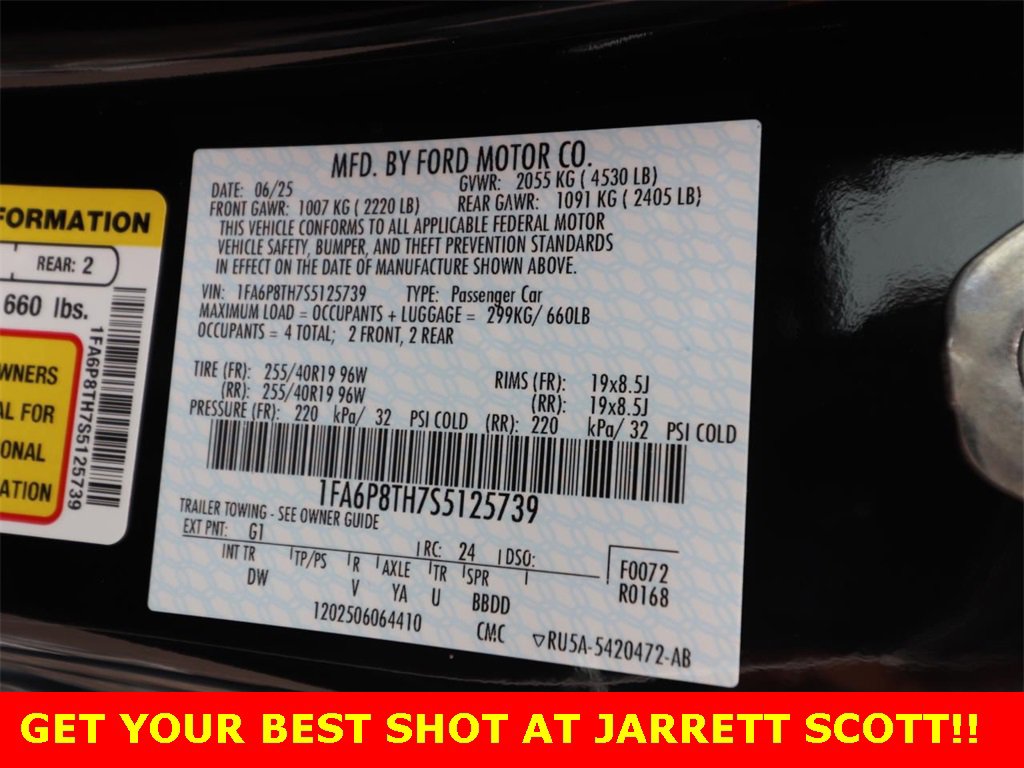 FORMATION
REAR: 2
660 lbs.
1FA6P8TH7S5125739
WNERS
AL FOR
ONAL
ATION
MFD. BY FORD MOTOR CO.
DATE: 06/25 GVWR: 2055 KG ( 4530 LB)
FRONT GAWR: 1007 KG ( 2220 LB) REAR GAWR: 1091 KG ( 2405 LB)
THIS VEHICLE CONFORMS TO ALL APPLICABLE FEDERAL MOTOR
VEHICLE SAFETY, BUMPER, AND THEFT PREVENTION STANDARDS
IN EFFECT ON THE DATE OF MANUFACTURE SHOWN ABOVE.
VIN: 1FA6P8TH7S5125739 TYPE: Passenger Car
MAXIMUM LOAD = OCCUPANTS + LUGGAGE = 299KG/ 660LB
OCCUPANTS = 4 TOTAL; 2 FRONT, 2 REAR
TIRE (FR): 255/40R19 96W RIMS (FR): 19x8.5J
(RR): 255/40R19 96W (RR): 19x8.5J
PRESSURE (FR): 220 kPa/ 32 PSI COLD (RR): 220 kPa/ 32 PSI COLD
1FA6P8TH7S5125739
TRAILER TOWING - SEE OWNER GUIDE
EXT PNT: G1 RC: 24 DSO:
INT TR TP/PS R AXLE TR SPR F0072
DW V YA U BBDD R0168
1202506064410 CMC ▽RU5A-5420472-AB
GET YOUR BEST SHOT AT JARRETT SCOTT!!